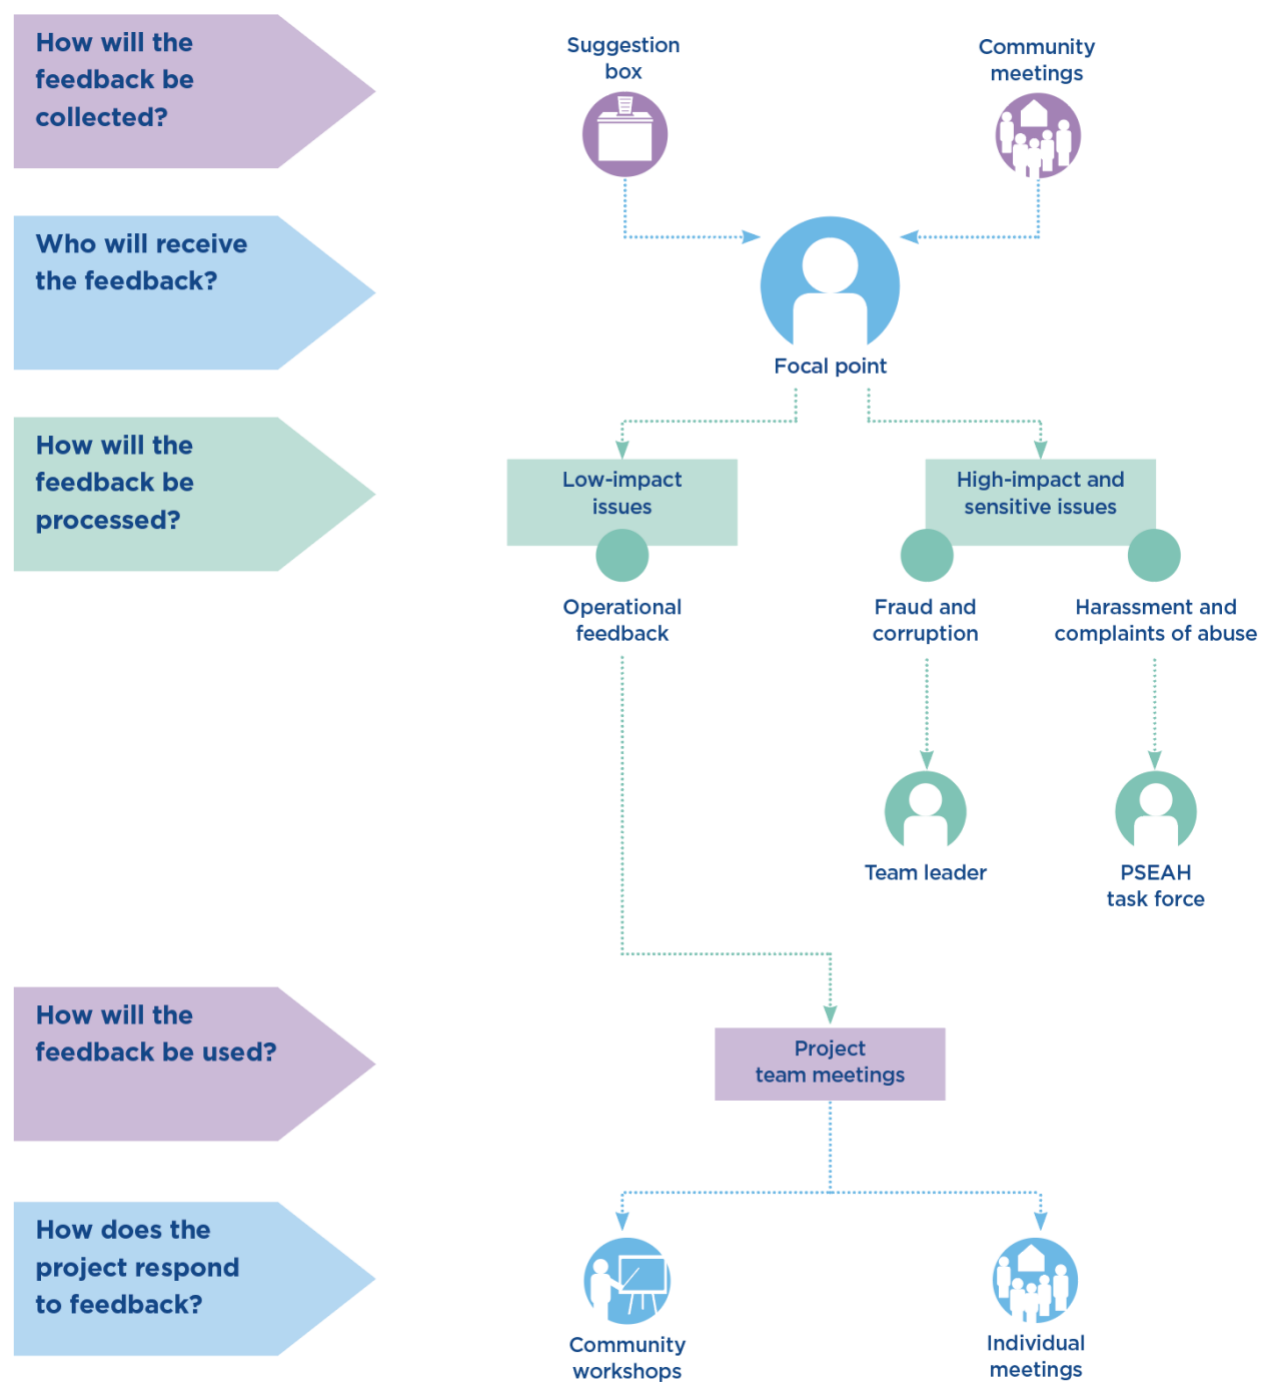 How will the
feedback be
collected?
Suggestion
box
Community
meetings
Who will receive
the feedback?
Focal point
How will the
feedback be
processed?
Low-impact
issues
High-impact and
sensitive issues
Operational
feedback
Fraud and
corruption
Harassment and
complaints of abuse
Team leader
PSEAH
task force
How will the
feedback be used?
Project
team meetings
How does the
project respond
to feedback?
Community
workshops
Individual
meetings